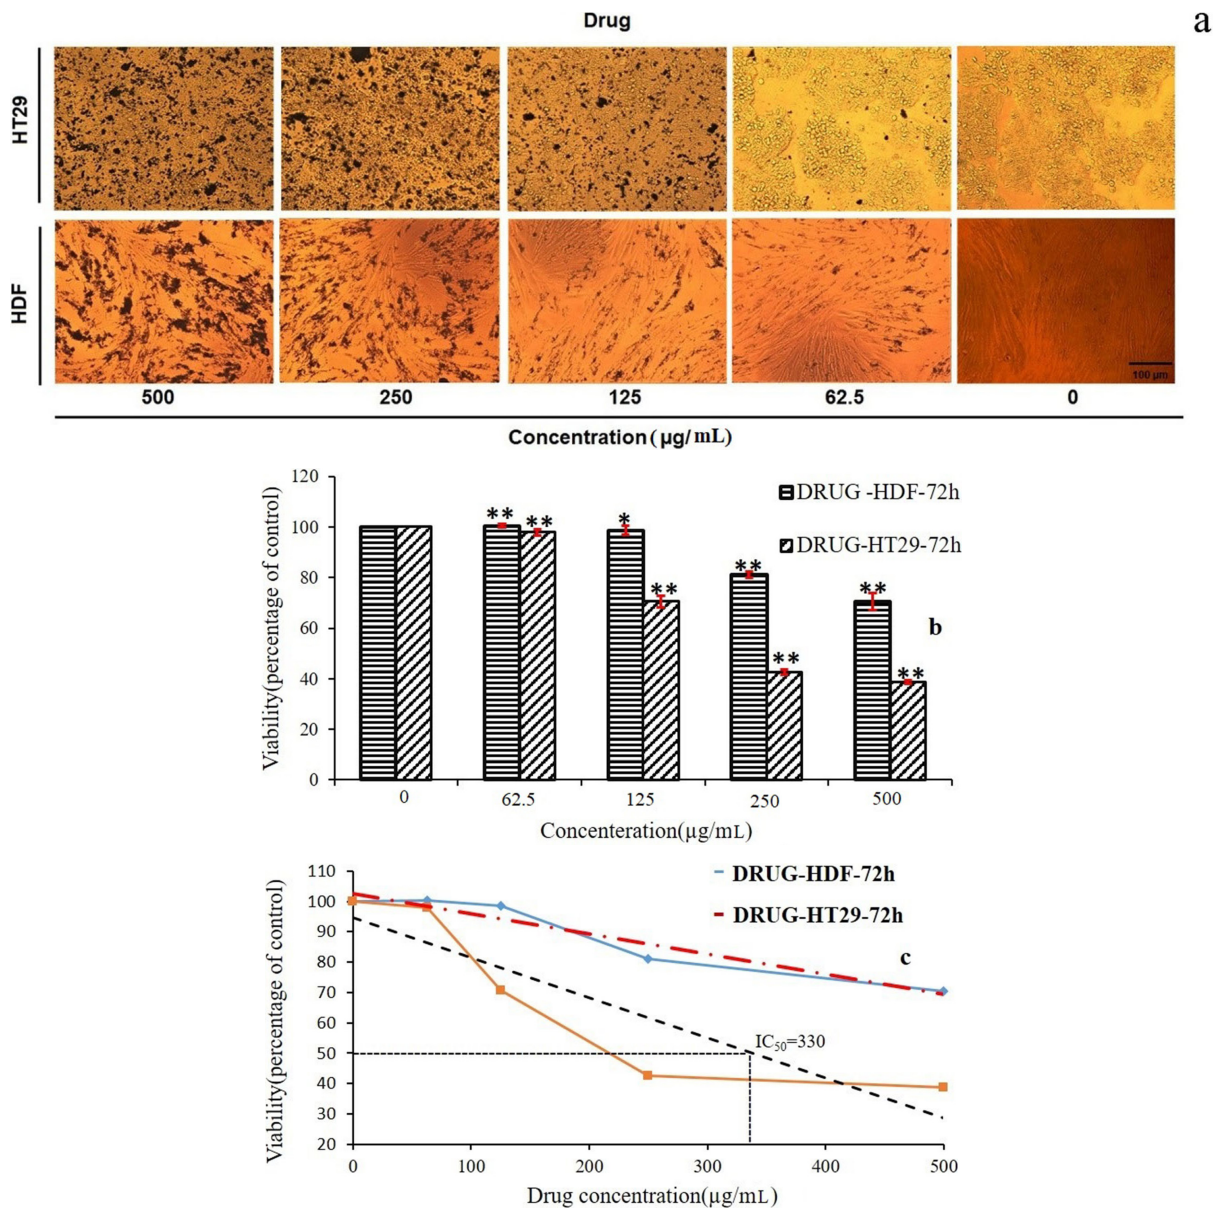 Drug
a
HT29
HDF
100 µm
500 250 125 62.5 0
Concentration ( µg/ mL)
Viability(percentage of control)
120
100
80
60
40
20
0
** ** * ** ** ** ** **
DRUG -HDF-72h
DRUG-HT29-72h
b
0 62.5 125 250 500
Concenteration(µg/mL)
Viability(percentage of control)
110
100
90
80
70
60
50
40
30
20
DRUG-HDF-72h
DRUG-HT29-72h
c
IC₅₀=330
0 100 200 300 400 500
Drug concentration(µg/mL)